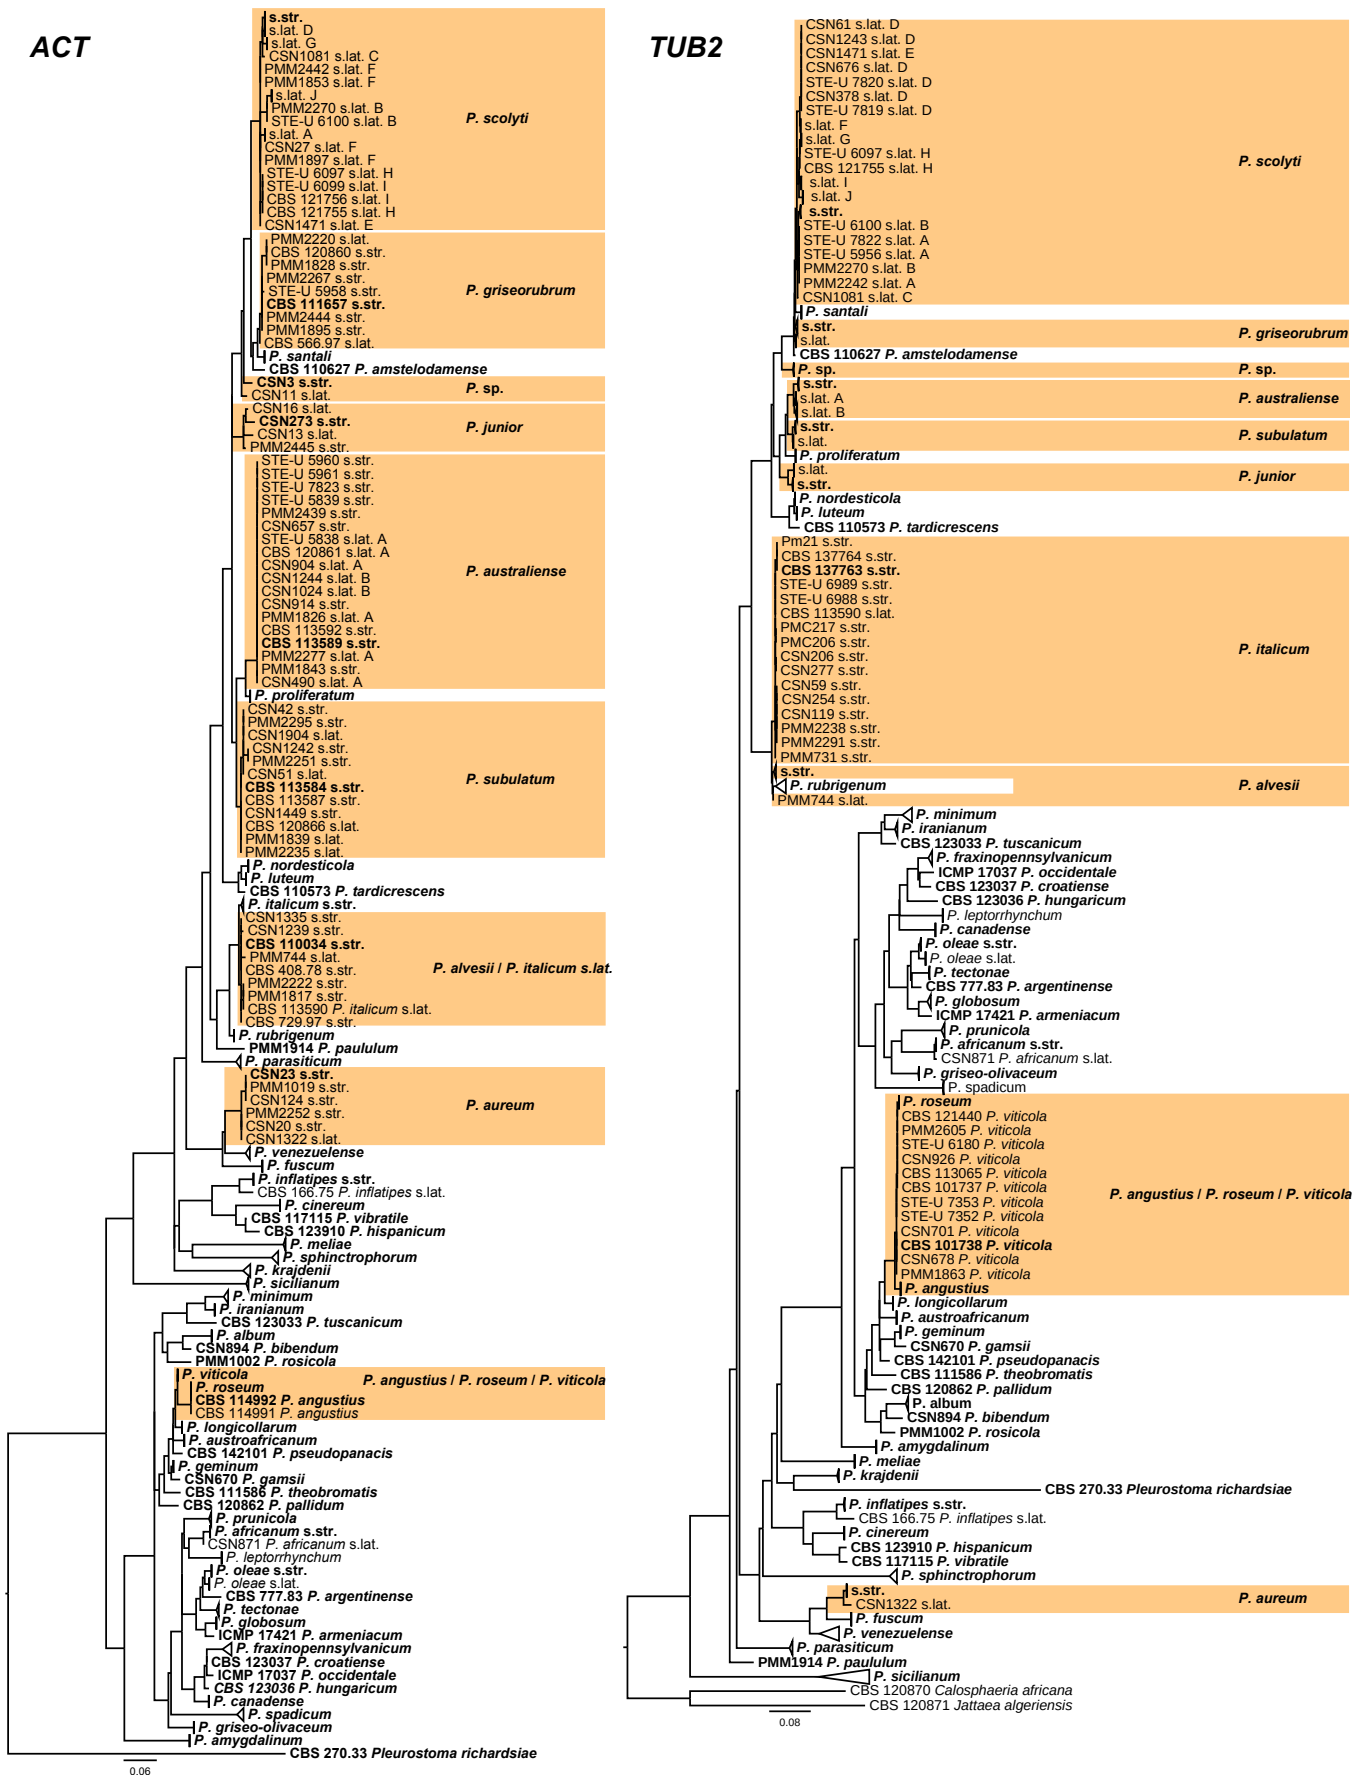 ACT
s.str.
s.lat. D
s.lat. G
CSN1081 s.lat. C
PMM2442 s.lat. F
PMM1853 s.lat. F
s.lat. J
PMM2270 s.lat. B
STE-U 6100 s.lat. B
P. scolyti
s.lat. A
CSN27 s.lat. F
PMM1897 s.lat. F
STE-U 6097 s.lat. H
STE-U 6099 s.lat. I
CBS 121756 s.lat. I
CBS 121755 s.lat. H
CSN1471 s.lat. E
PMM2220 s.lat.
CBS 120860 s.str.
PMM1828 s.str.
PMM2267 s.str.
STE-U 5958 s.str.
P. griseorubrum
CBS 111657 s.str.
PMM2444 s.str.
PMM1895 s.str.
CBS 566.97 s.lat.
P. santali
CBS 110627 P. amstelodamense
CSN3 s.str.
P. sp.
CSN11 s.lat.
CSN16 s.lat.
CSN273 s.str.
P. junior
CSN13 s.lat.
PMM2445 s.str.
STE-U 5960 s.str.
STE-U 5961 s.str.
STE-U 7823 s.str.
STE-U 5839 s.str.
PMM2439 s.str.
CSN657 s.str.
STE-U 5838 s.lat. A
CBS 120861 s.lat. A
CSN904 s.lat. A
P. australiense
CSN1244 s.lat. B
CSN1024 s.lat. B
CSN914 s.str.
PMM1826 s.lat. A
CBS 113592 s.str.
CBS 113589 s.str.
PMM2277 s.lat. A
PMM1843 s.str.
CSN490 s.lat. A
P. proliferatum
CSN42 s.str.
PMM2295 s.str.
CSN1904 s.lat.
CSN1242 s.str.
PMM2251 s.str.
CSN51 s.lat.
P. subulatum
CBS 113584 s.str.
CBS 113587 s.str.
CSN1449 s.str.
CBS 120866 s.lat.
PMM1839 s.lat.
PMM2235 s.lat.
P. nordesticola
P. luteum
CBS 110573 P. tardicrescens
P. italicum s.str.
CSN1335 s.str.
CSN1239 s.str.
CBS 110034 s.str.
PMM744 s.lat.
CBS 408.78 s.str.
P. alvesii / P. italicum s.lat.
PMM2222 s.str.
PMM1817 s.str.
CBS 113590 P. italicum s.lat.
CBS 729.97 s.str.
P. rubrigenum
PMM1914 P. paululum
P. parasiticum
CSN23 s.str.
PMM1019 s.str.
CSN124 s.str.
P. aureum
PMM2252 s.str.
CSN20 s.str.
CSN1322 s.lat.
P. venezuelense
P. fuscum
P. inflatipes s.str.
CBS 166.75 P. inflatipes s.lat.
P. cinereum
CBS 117115 P. vibratile
CBS 123910 P. hispanicum
P. meliae
P. sphinctrophorum
P. krajdenii
P. sicilianum
P. minimum
P. iranianum
CBS 123033 P. tuscanicum
P. album
CSN894 P. bibendum
PMM1002 P. rosicola
P. viticola
P. angustius / P. roseum / P. viticola
P. roseum
CBS 114992 P. angustius
CBS 114991 P. angustius
P. longicollarum
P. austroafricanum
CBS 142101 P. pseudopanacis
P. geminum
CSN670 P. gamsii
CBS 111586 P. theobromatis
CBS 120862 P. pallidum
P. prunicola
P. africanum s.str.
CSN871 P. africanum s.lat.
P. leptorrhynchum
P. oleae s.str.
P. oleae s.lat.
CBS 777.83 P. argentinense
P. tectonae
P. globosum
ICMP 17421 P. armeniacum
P. fraxinopennsylvanicum
CBS 123037 P. croatiense
ICMP 17037 P. occidentale
CBS 123036 P. hungaricum
P. canadense
P. spadicum
P. griseo-olivaceum
P. amygdalinum
CBS 270.33 Pleurostoma richardsiae
0.06
TUB2
CSN61 s.lat. D
CSN1243 s.lat. D
CSN1471 s.lat. E
CSN676 s.lat. D
STE-U 7820 s.lat. D
CSN378 s.lat. D
STE-U 7819 s.lat. D
s.lat. F
s.lat. G
STE-U 6097 s.lat. H
P. scolyti
CBS 121755 s.lat. H
s.lat. I
s.lat. J
s.str.
STE-U 6100 s.lat. B
STE-U 7822 s.lat. A
STE-U 5956 s.lat. A
PMM2270 s.lat. B
PMM2242 s.lat. A
CSN1081 s.lat. C
P. santali
s.str.
P. griseorubrum
s.lat.
CBS 110627 P. amstelodamense
P. sp.
P. sp.
s.str.
s.lat. A
P. australiense
s.lat. B
s.str.
P. subulatum
s.lat.
P. proliferatum
s.lat.
P. junior
s.str.
P. nordesticola
P. luteum
CBS 110573 P. tardicrescens
Pm21 s.str.
CBS 137764 s.str.
CBS 137763 s.str.
STE-U 6989 s.str.
STE-U 6988 s.str.
CBS 113590 s.lat.
PMC217 s.str.
PMC206 s.str.
P. italicum
CSN206 s.str.
CSN277 s.str.
CSN59 s.str.
CSN254 s.str.
CSN119 s.str.
PMM2238 s.str.
PMM2291 s.str.
PMM731 s.str.
s.str.
P. rubrigenum
P. alvesii
PMM744 s.lat.
P. minimum
P. iranianum
CBS 123033 P. tuscanicum
P. fraxinopennsylvanicum
ICMP 17037 P. occidentale
CBS 123037 P. croatiense
CBS 123036 P. hungaricum
P. leptorrhynchum
P. canadense
P. oleae s.str.
P. oleae s.lat.
P. tectonae
CBS 777.83 P. argentinense
P. globosum
ICMP 17421 P. armeniacum
P. prunicola
P. africanum s.str.
CSN871 P. africanum s.lat.
P. griseo-olivaceum
P. spadicum
P. roseum
CBS 121440 P. viticola
PMM2605 P. viticola
STE-U 6180 P. viticola
CSN926 P. viticola
CBS 113065 P. viticola
CBS 101737 P. viticola
P. angustius / P. roseum / P. viticola
STE-U 7353 P. viticola
STE-U 7352 P. viticola
CSN701 P. viticola
CBS 101738 P. viticola
CSN678 P. viticola
PMM1863 P. viticola
P. angustius
P. longicollarum
P. austroafricanum
P. geminum
CSN670 P. gamsii
CBS 142101 P. pseudopanacis
CBS 111586 P. theobromatis
CBS 120862 P. pallidum
P. album
CSN894 P. bibendum
PMM1002 P. rosicola
P. amygdalinum
P. meliae
P. krajdenii
CBS 270.33 Pleurostoma richardsiae
P. inflatipes s.str.
CBS 166.75 P. inflatipes s.lat.
P. cinereum
CBS 123910 P. hispanicum
CBS 117115 P. vibratile
P. sphinctrophorum
s.str.
P. aureum
CSN1322 s.lat.
P. fuscum
P. venezuelense
P. parasiticum
PMM1914 P. paululum
P. sicilianum
CBS 120870 Calosphaeria africana
CBS 120871 Jattaea algeriensis
0.08